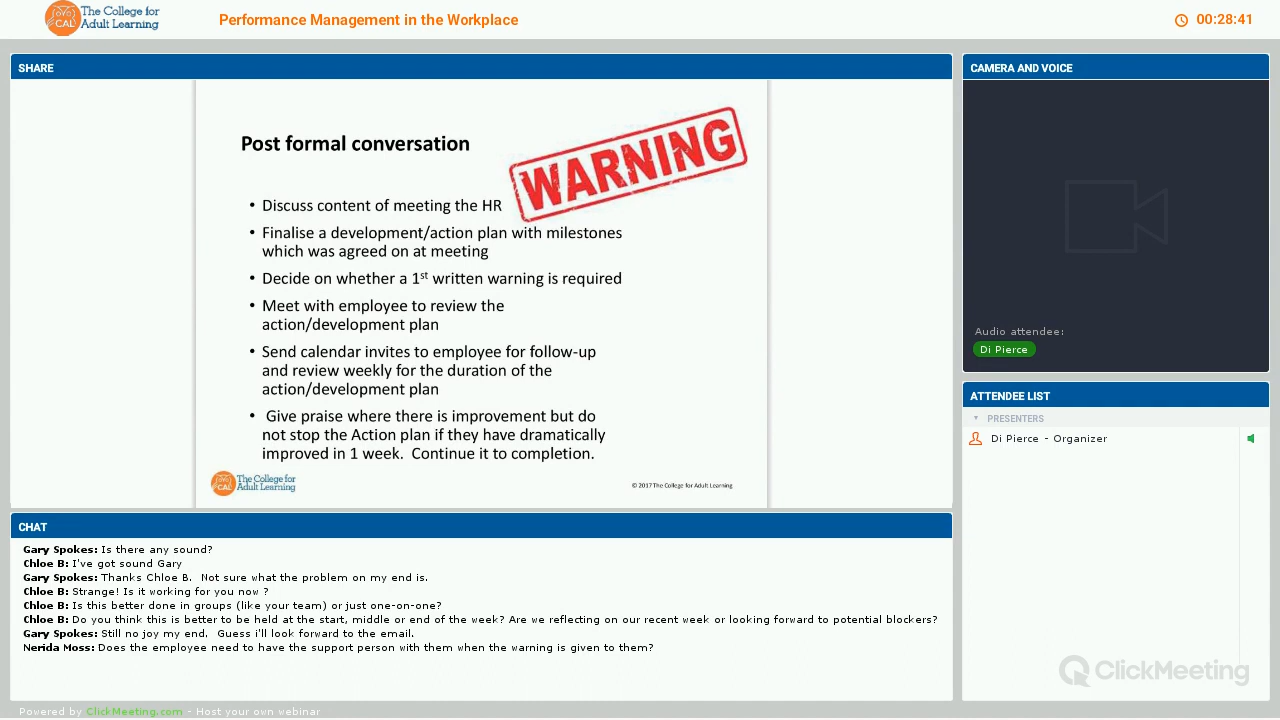 The College for
Adult Learning
CAL
Performance Management in the Workplace
00:28:41
SHARE
Post formal conversation
WARNING
• Discuss content of meeting the HR
• Finalise a development/action plan with milestones
which was agreed on at meeting
• Decide on whether a 1st written warning is required
• Meet with employee to review the
action/development plan
• Send calendar invites to employee for follow-up
and review weekly for the duration of the
action/development plan
• Give praise where there is improvement but do
not stop the Action plan if they have dramatically
improved in 1 week.  Continue it to completion.
The College for
Adult Learning
CAL
© 2017 The College for Adult Learning
CAMERA AND VOICE
Audio attendee:
Di Pierce
ATTENDEE LIST
PRESENTERS
Di Pierce - Organizer
CHAT
Gary Spokes: Is there any sound?
Chloe B: I've got sound Gary
Gary Spokes: Thanks Chloe B.  Not sure what the problem on my end is.
Chloe B: Strange! Is it working for you now ?
Chloe B: Is this better done in groups (like your team) or just one-on-one?
Chloe B: Do you think this is better to be held at the start, middle or end of the week? Are we reflecting on our recent week or looking forward to potential blockers?
Gary Spokes: Still no joy my end.  Guess i'll look forward to the email.
Nerida Moss: Does the employee need to have the support person with them when the warning is given to them?
ClickMeeting
Powered by ClickMeeting.com - Host your own webinar